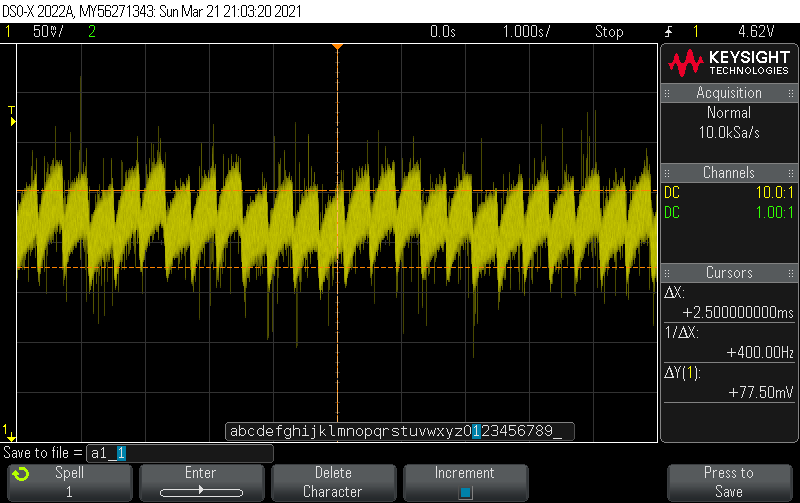 DSO-X 2022A, MY56271343: Sun Mar 21 21:03:20 2021
1 50mV/ 2 0.0s 1.000s/ Stop 1 4.62V
KEYSIGHT
TECHNOLOGIES
Acquisition
Normal
10.0kSa/s
Channels
DC 10.0:1
DC 1.00:1
Cursors
ΔX:
+2.500000000ms
1/ΔX:
+400.00Hz
ΔY(1):
+77.50mV
T
1
abcdefghijklmnopqrstuvwxyz0123456789_
Save to file = a1_1
Spell
1
Enter
Delete
Character
Increment
Press to
Save